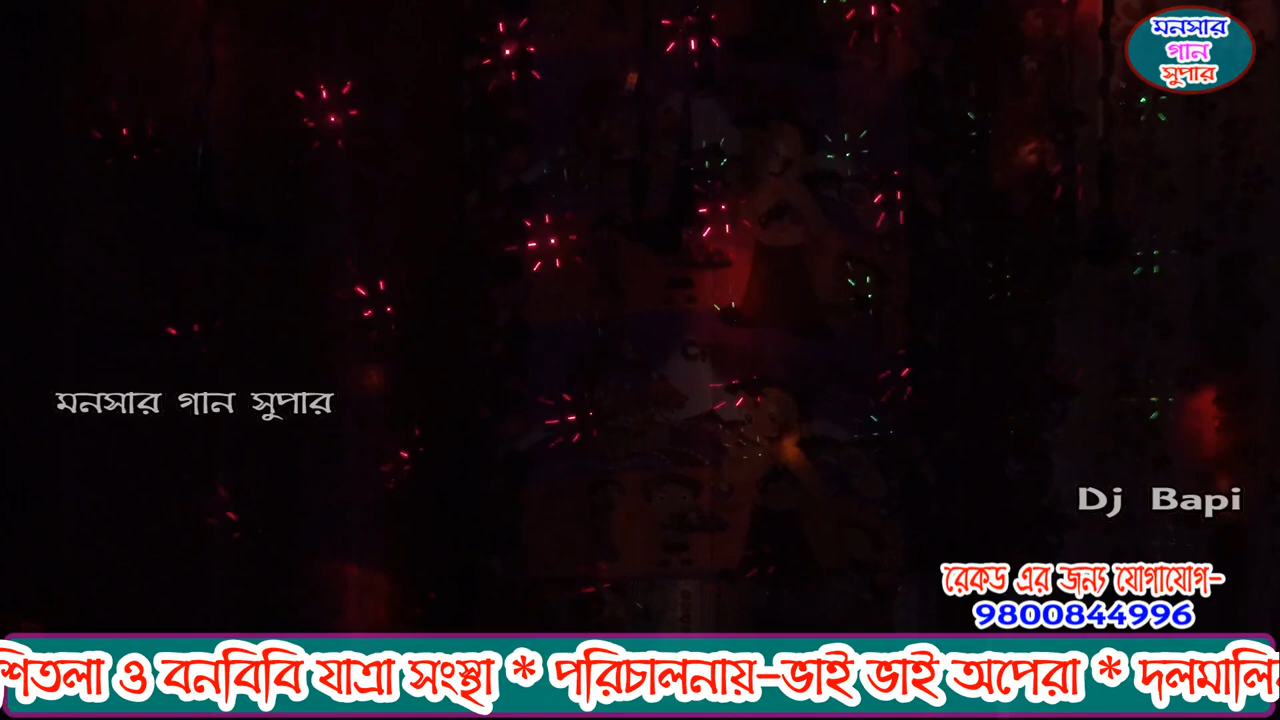 মনসার
গান
সুপার
মনসার গান সুপার
Dj Bapi
রেকড এর জন্য যোগাযোগ-
9800844996
শিতলা ও বনবিবি যাত্রা সংস্থা * পরিচালনায়-ভাই ভাই অপেরা * দলমালি